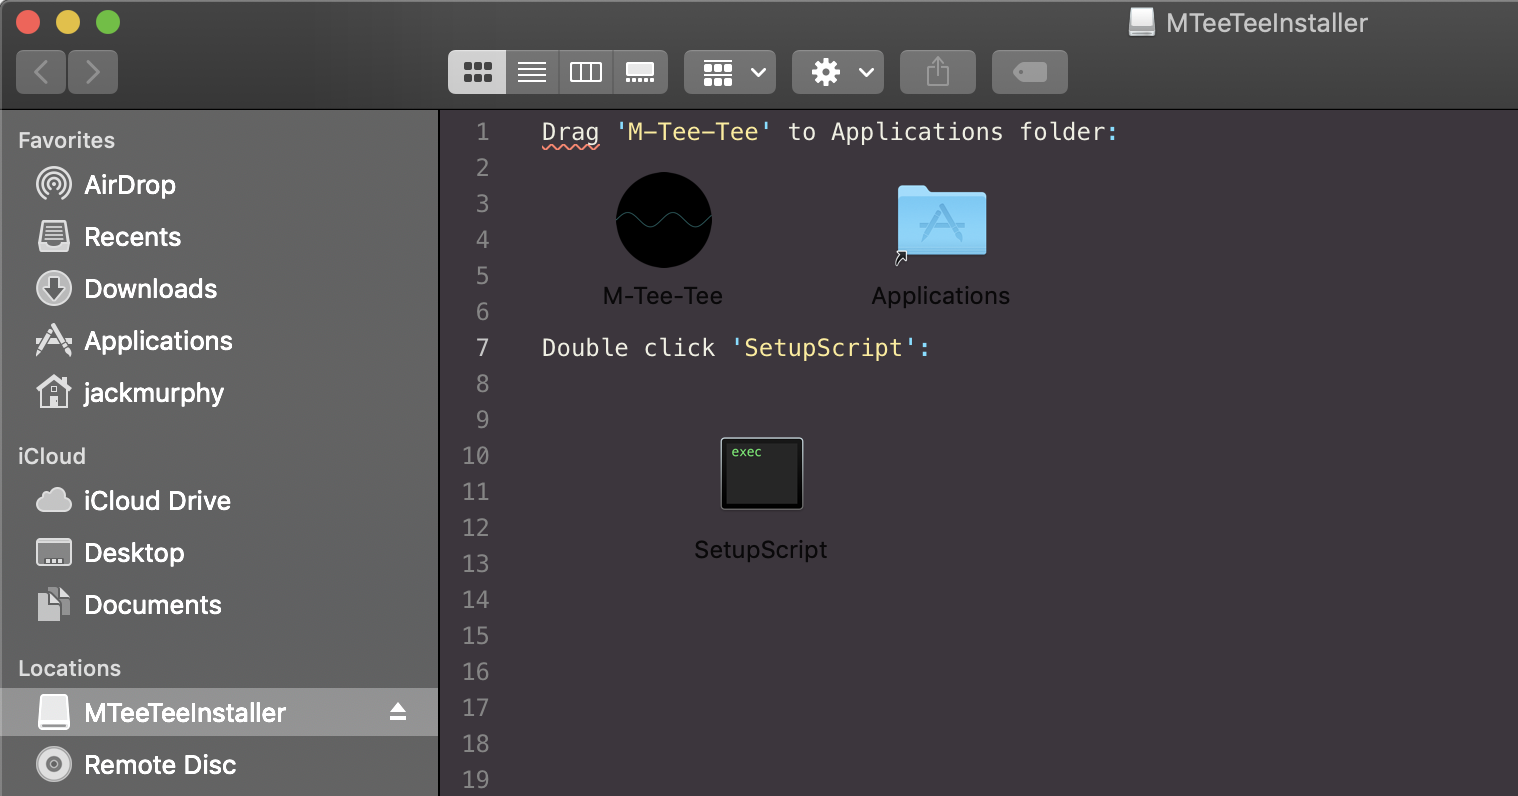 MTeeTeeInstaller
Favorites
AirDrop
Recents
Downloads
Applications
jackmurphy
iCloud
iCloud Drive
Desktop
Documents
Locations
MTeeTeeInstaller
Remote Disc
1 Drag 'M-Tee-Tee' to Applications folder:
2
3
4
5
M-Tee-Tee Applications
6
7 Double click 'SetupScript':
8
9
10 exec
11
12
SetupScript
13
14
15
16
17
18
19